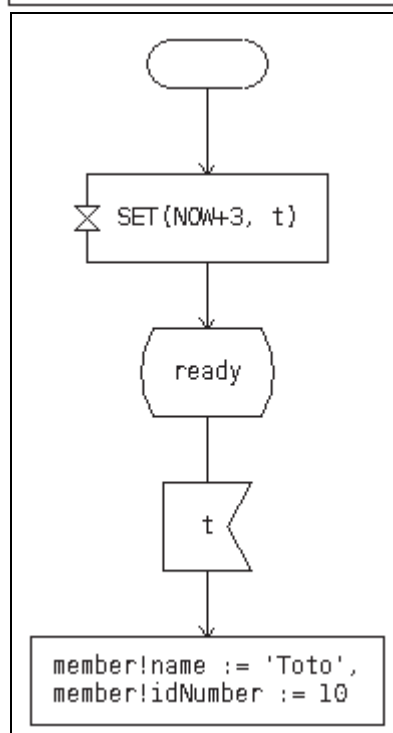 SET(NOW+3, t)
ready
t
member!name := 'Toto',
member!idNumber := 10